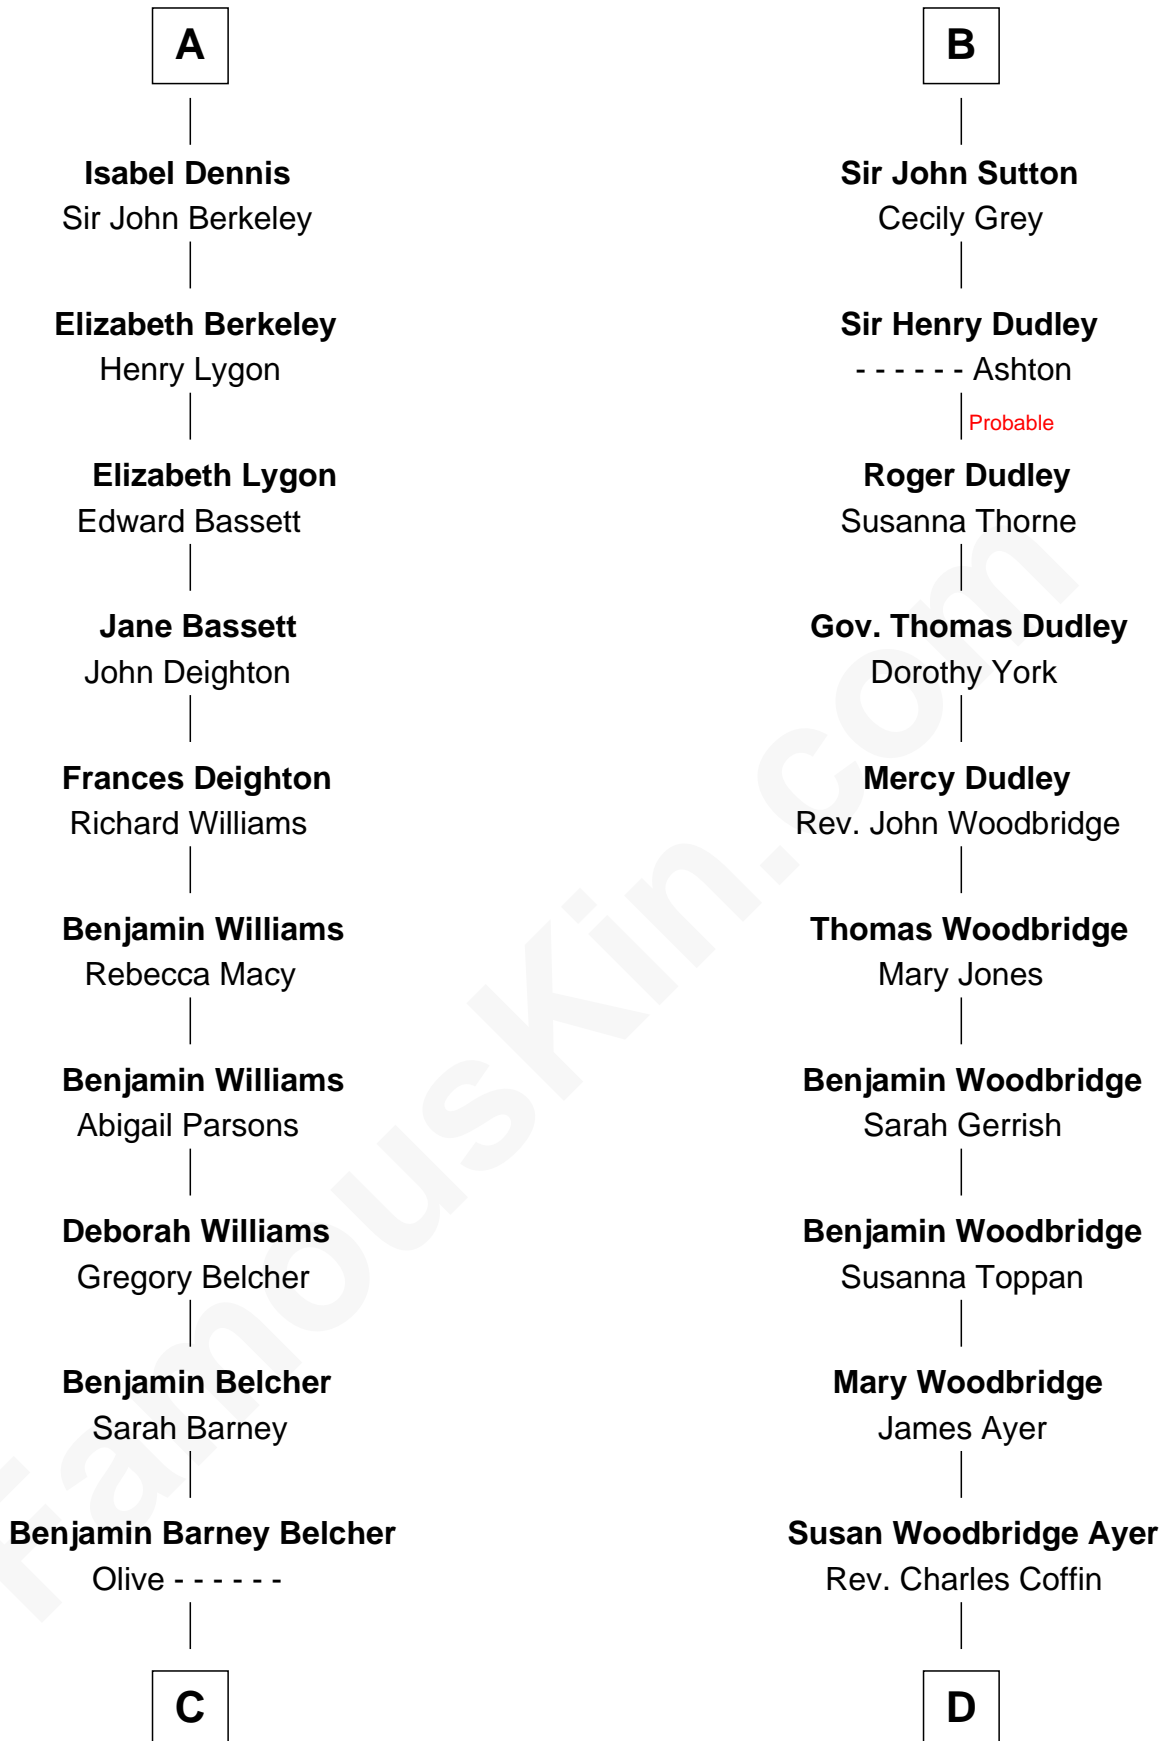 A
Isabel Dennis
Sir John Berkeley
Elizabeth Berkeley
Henry Lygon
Elizabeth Lygon
Edward Bassett
Jane Bassett
John Deighton
Frances Deighton
Richard Williams
Benjamin Williams
Rebecca Macy
Benjamin Williams
Abigail Parsons
Deborah Williams
Gregory Belcher
Benjamin Belcher
Sarah Barney
Benjamin Barney Belcher
Olive - - - - - -
C
B
Sir John Sutton
Cecily Grey
Sir Henry Dudley
- - - - - - Ashton
Probable
Roger Dudley
Susanna Thorne
Gov. Thomas Dudley
Dorothy York
Mercy Dudley
Rev. John Woodbridge
Thomas Woodbridge
Mary Jones
Benjamin Woodbridge
Sarah Gerrish
Benjamin Woodbridge
Susanna Toppan
Mary Woodbridge
James Ayer
Susan Woodbridge Ayer
Rev. Charles Coffin
D
FamousKin.com